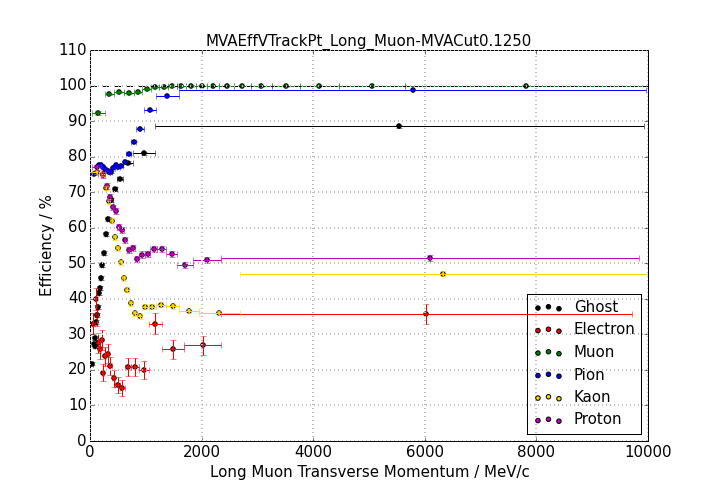 MVAEffVTrackPt_Long_Muon-MVACut0.1250
110
100
90
80
70
60
50
40
30
20
10
0
Efficiency / %
0 2000 4000 6000 8000 10000
Long Muon Transverse Momentum / MeV/c
Ghost
Electron
Muon
Pion
Kaon
Proton